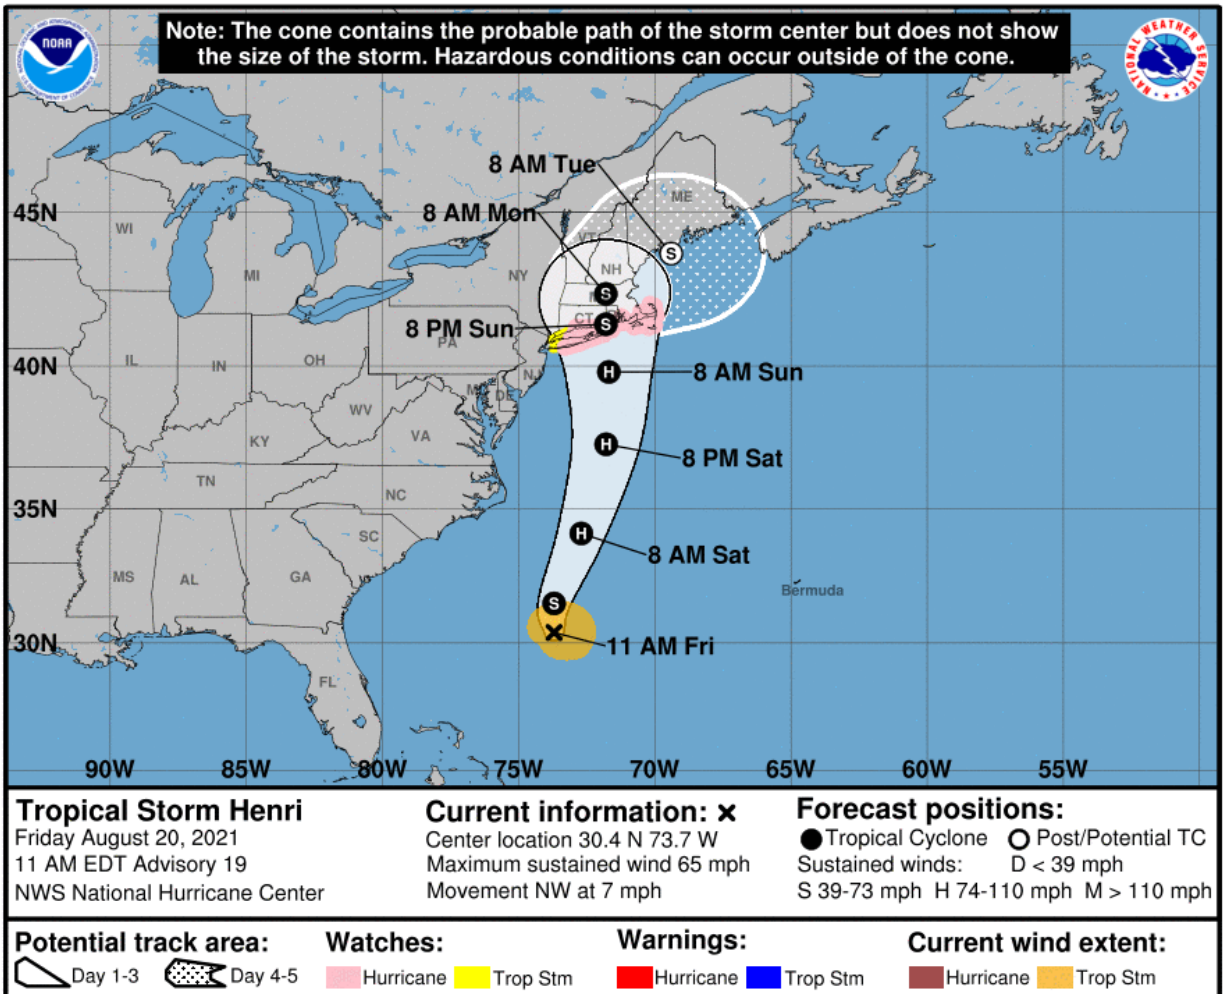 Note: The cone contains the probable path of the storm center but does not show
the size of the storm. Hazardous conditions can occur outside of the cone.
NOAA
NATIONAL WEATHER SERVICE
8 AM Tue
ME
45N
8 AM Mon
S
WI
VT
NY
NH
MI
S
8 PM Sun
CT
S
PA
40N
IL
IN
OH
NJ
H
8 AM Sun
DE
WV
KY
VA
H
8 PM Sat
TN
NC
35N
SC
H
8 AM Sat
MS
AL
GA
Bermuda
S
30N
11 AM Fri
FL
90W 85W 80W 75W 70W 65W 60W 55W
Tropical Storm Henri
Friday August 20, 2021
11 AM EDT Advisory 19
NWS National Hurricane Center
Current information: ×
Center location 30.4 N 73.7 W
Maximum sustained wind 65 mph
Movement NW at 7 mph
Forecast positions:
Tropical Cyclone Post/Potential TC
Sustained winds: D < 39 mph
S 39-73 mph H 74-110 mph M > 110 mph
Potential track area:
Day 1-3 Day 4-5
Watches:
Hurricane Trop Stm
Warnings:
Hurricane Trop Stm
Current wind extent:
Hurricane Trop Stm